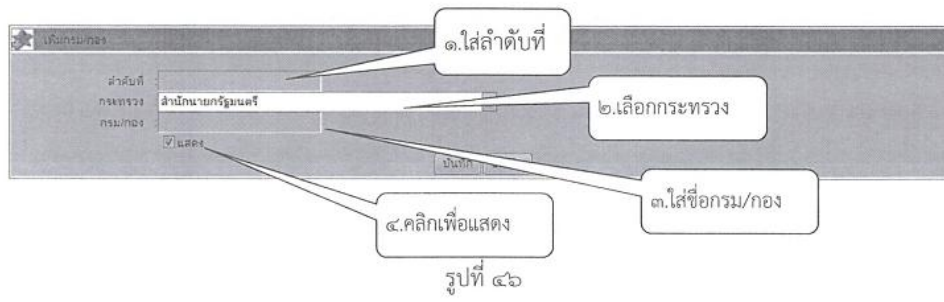 ๑.ใส่ลำดับที่
เพิ่มกรม/กอง
ลำดับที่
กระทรวง สำนักนายกรัฐมนตรี
๒.เลือกกระทรวง
กรม/กอง
แสดง
บันทึก
๓.ใส่ชื่อกรม/กอง
๔.คลิกเพื่อแสดง
รูปที่ ๔๖